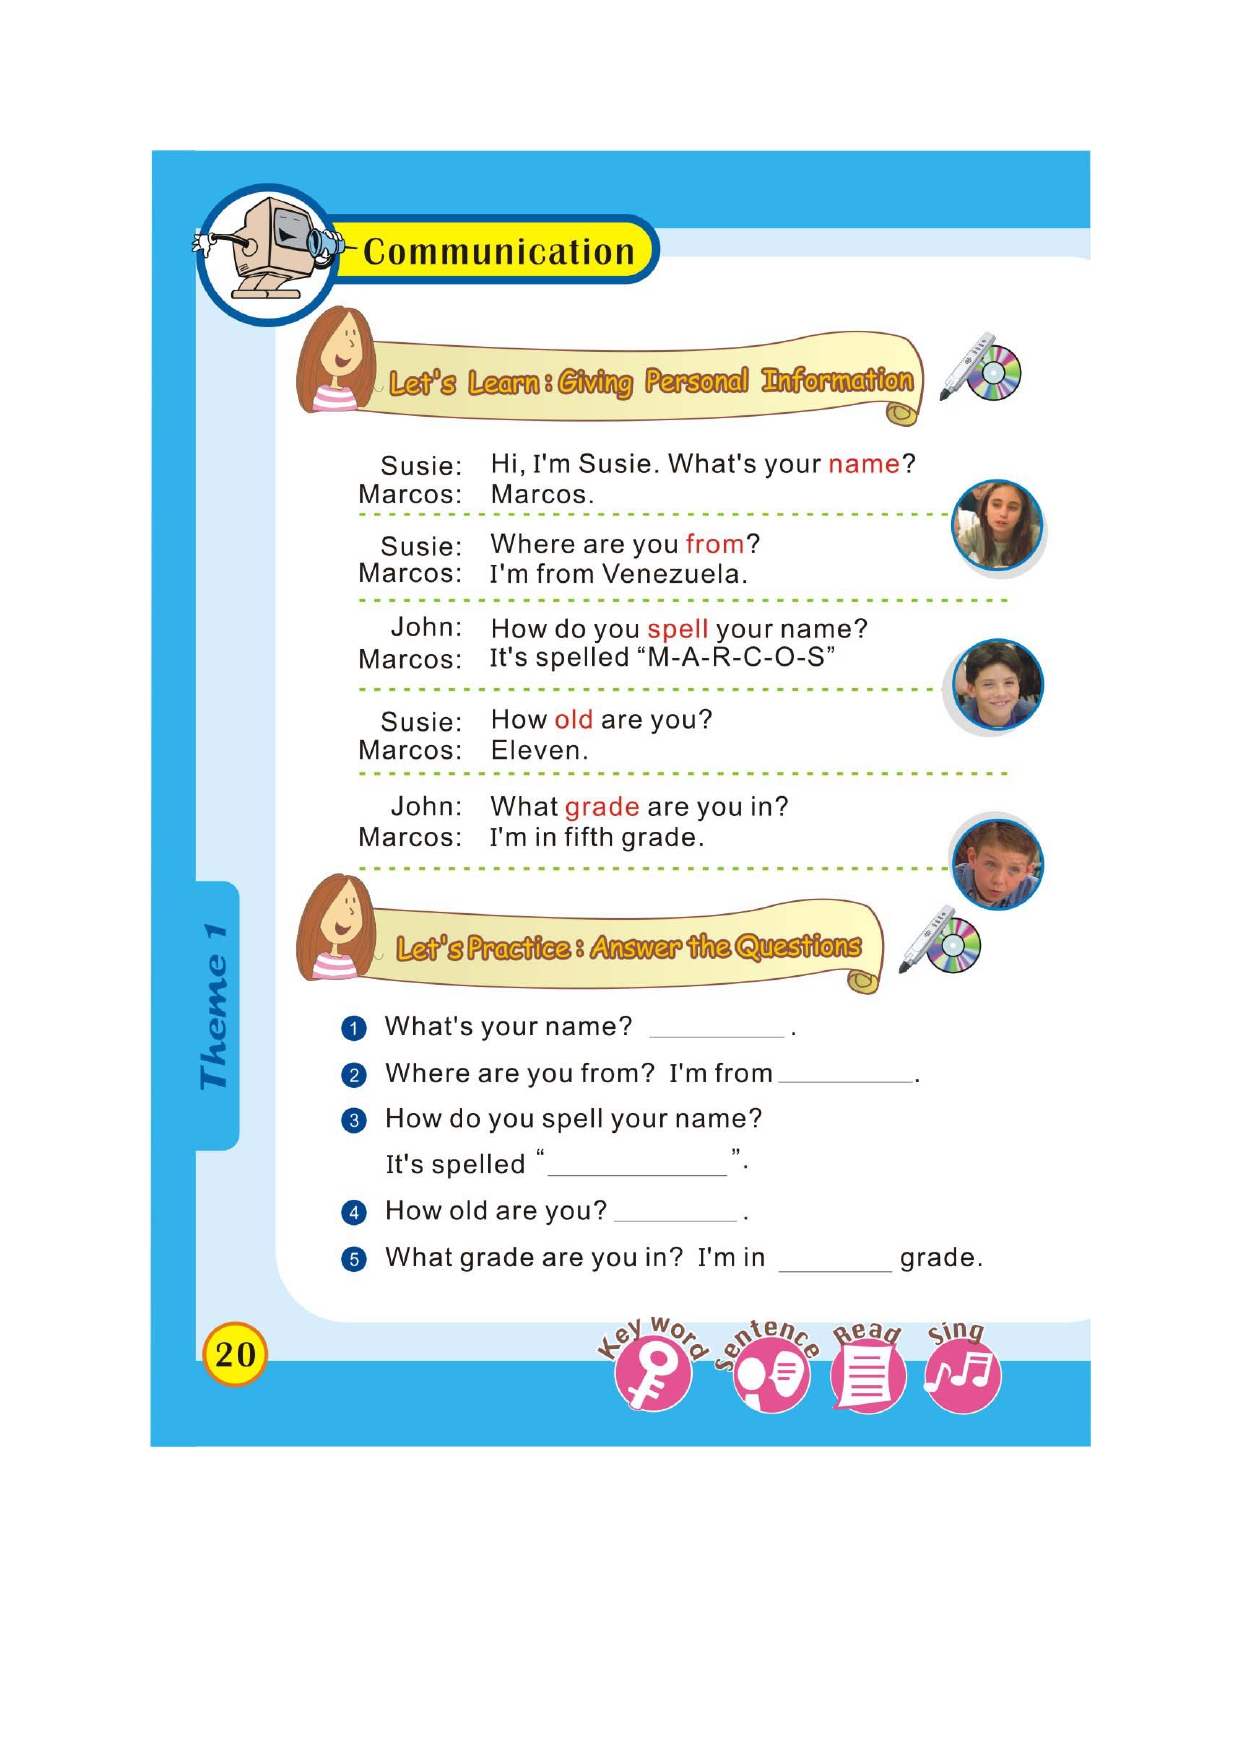 Communication
Let's Learn : Giving Personal Information
Susie: Hi, I'm Susie. What's your name?
Marcos: Marcos.
Susie: Where are you from?
Marcos: I'm from Venezuela.
John: How do you spell your name?
Marcos: It's spelled “M-A-R-C-O-S”
Susie: How old are you?
Marcos: Eleven.
John: What grade are you in?
Marcos: I'm in fifth grade.
Let's Practice : Answer the Questions
1 What's your name? ________ .
2 Where are you from? I'm from ________.
3 How do you spell your name?
It's spelled “___________”.
4 How old are you? ________ .
5 What grade are you in? I'm in _______ grade.
Theme 1
20
Key Word
Sentence
Read
Sing